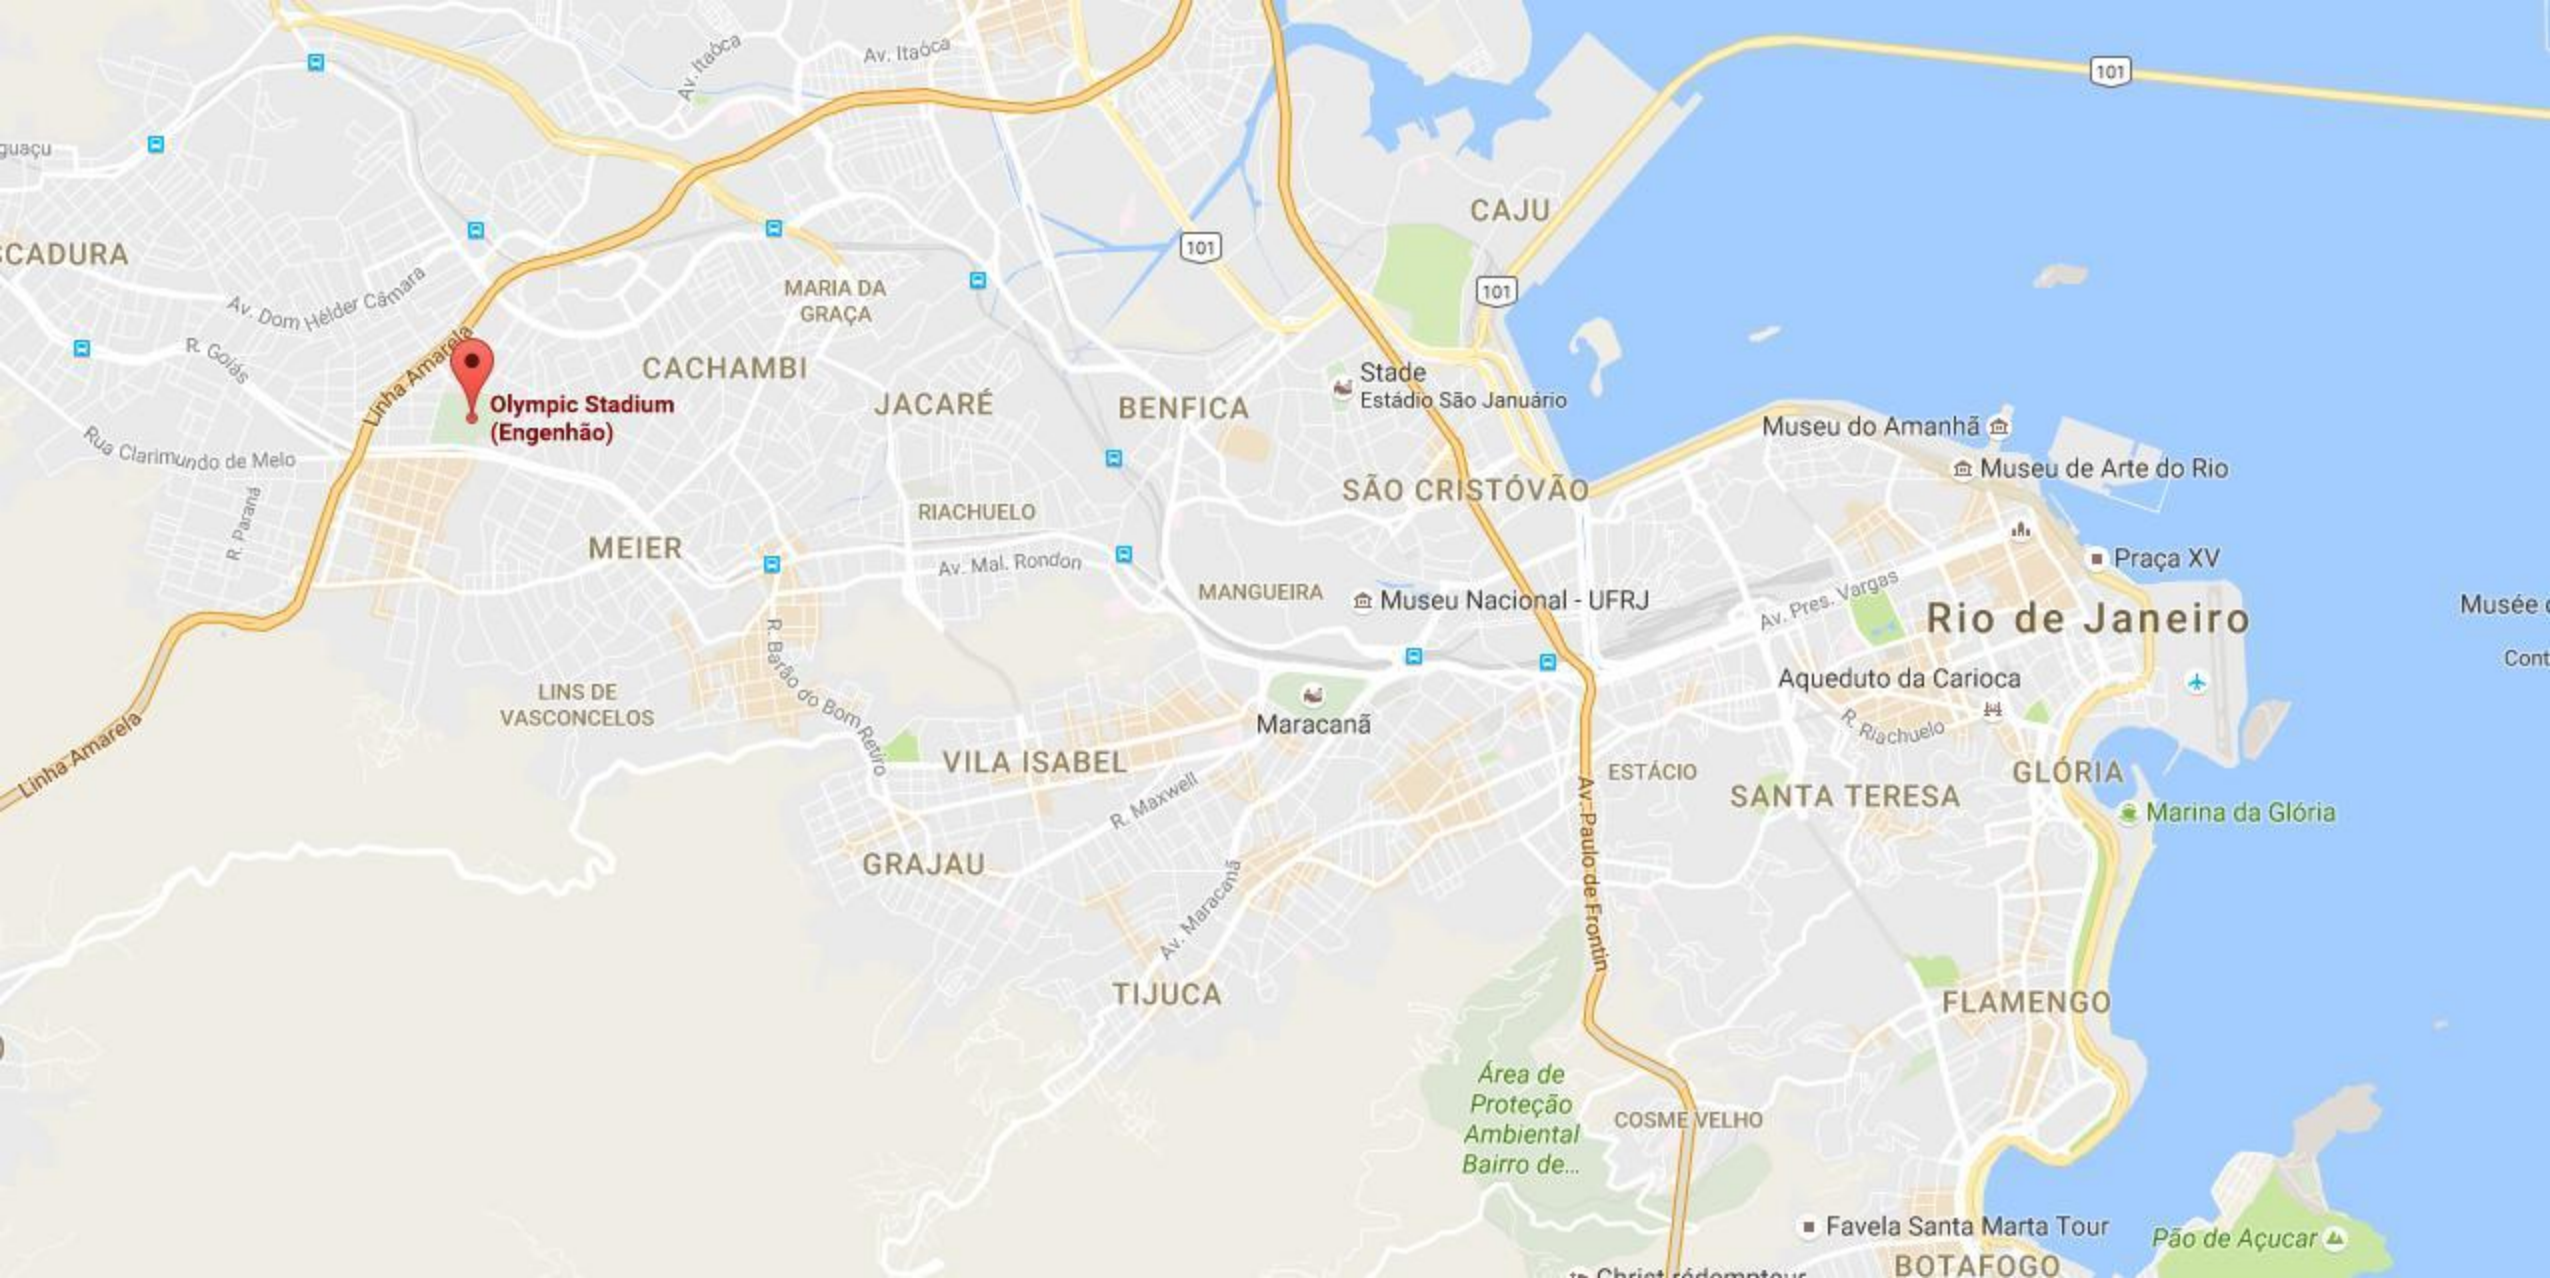 Av. Itaóca
Av. Itaóca
101
guaçu
CAJU
101
CADURA
Av. Dom Hélder Câmara
MARIA DA
GRAÇA
101
R. Goiás
Linha Amarela
CACHAMBI
Stade
Estádio São Januário
Olympic Stadium
(Engenhão)
JACARÉ
BENFICA
Museu do Amanhã
Rua Clarimundo de Melo
Museu de Arte do Rio
SÃO CRISTÓVÃO
R. Paraná
RIACHUELO
MEIER
Av. Mal. Rondon
Praça XV
MANGUEIRA
Museu Nacional - UFRJ
Av. Pres. Vargas
Rio de Janeiro
Musée
R. Barão do Bom Retiro
Cont
LINS DE
VASCONCELOS
Aqueduto da Carioca
Maracanã
R. Riachuelo
Linha Amarela
VILA ISABEL
R. Maxwell
ESTÁCIO
GLÓRIA
SANTA TERESA
Marina da Glória
Av. Paulo de Frontin
GRAJAU
Av. Maracanã
TIJUCA
FLAMENGO
Área de
Proteção
Ambiental
Bairro de...
COSME VELHO
Favela Santa Marta Tour
Pão de Açucar
BOTAFOGO
Christ rédempteur